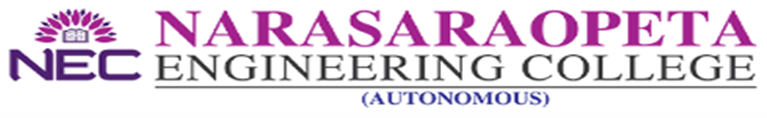 NEC
NARASARAOPETA
ENGINEERING COLLEGE
(AUTONOMOUS)